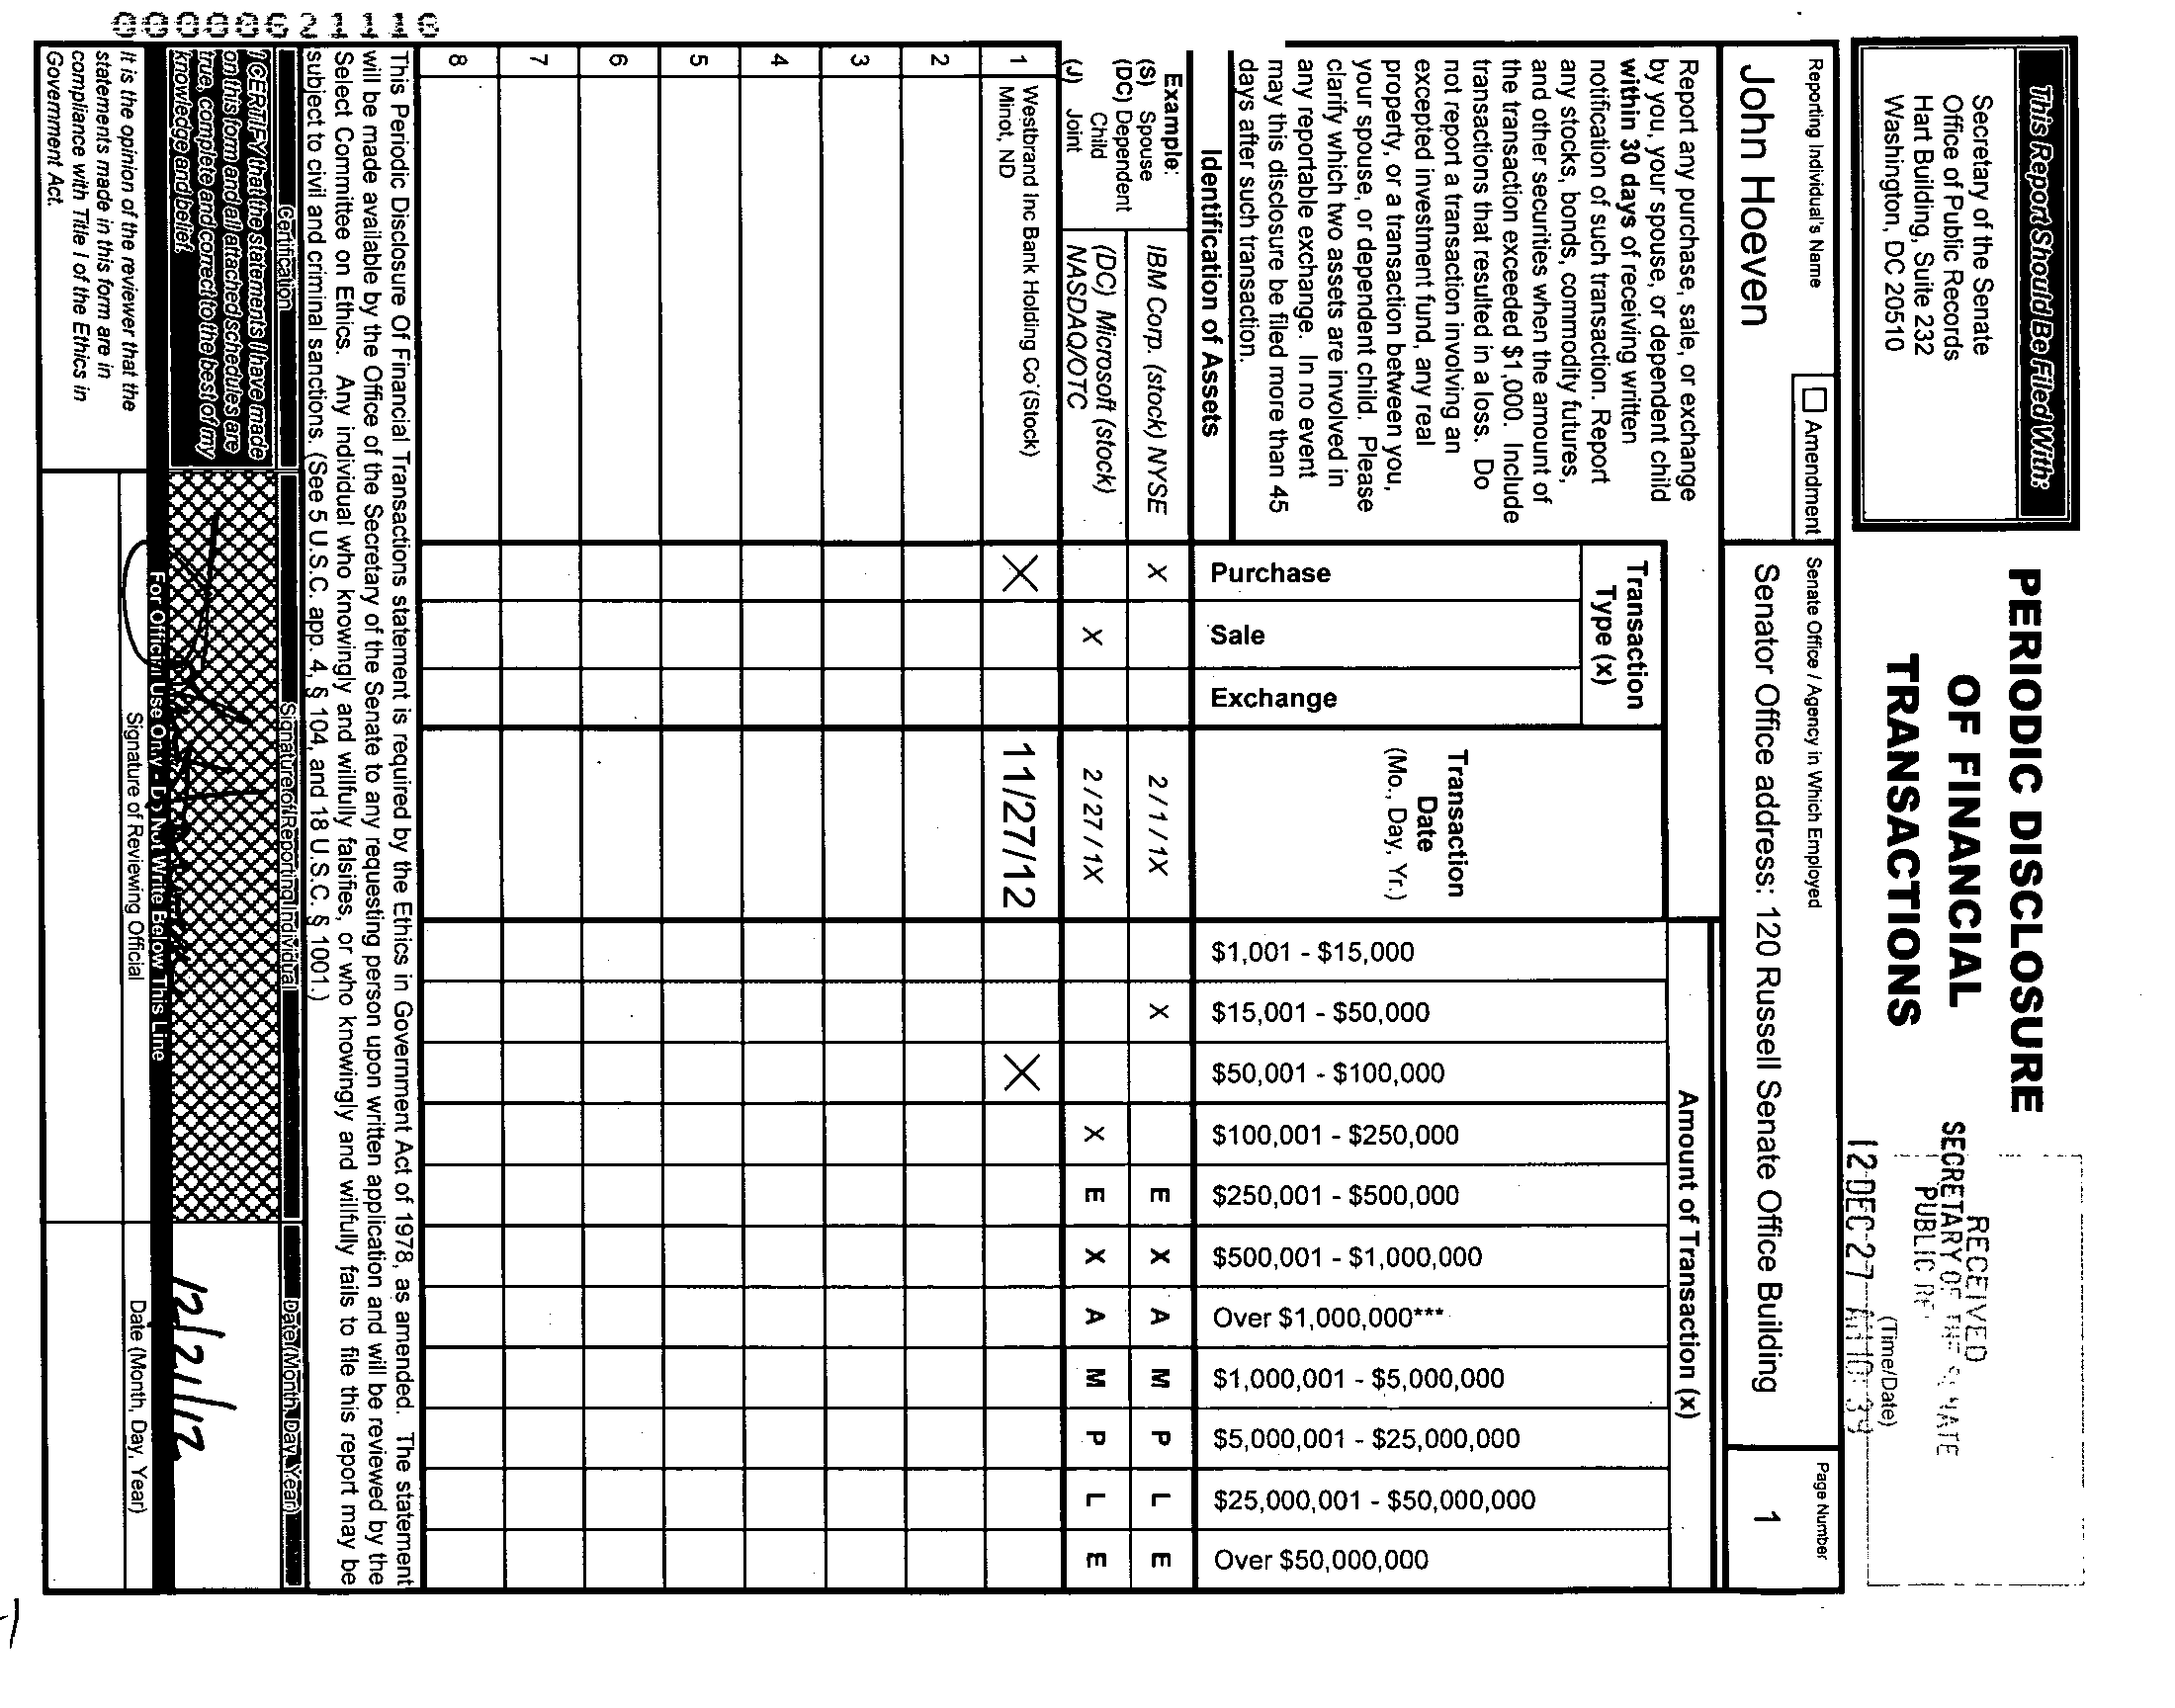 This Report Should Be Filed With:
Secretary of the Senate
Office of Public Records
Hart Building, Suite 232
Washington, DC 20510
PERIODIC DISCLOSURE
OF FINANCIAL
TRANSACTIONS
RECEIVED
SECRETARY OF THE SENATE
PUBLIC
(Time/Date)
12 DEC 27 AM 10: 39
Reporting Individual's Name
Amendment
John Hoeven
Senate Office / Agency in Which Employed
Senator Office address: 120 Russell Senate Office Building
Page Number
1
Report any purchase, sale, or exchange
by you, your spouse, or dependent child
within 30 days of receiving written
notification of such transaction. Report
any stocks, bonds, commodity futures,
and other securities when the amount of
the transaction exceeded $1,000. Include
transactions that resulted in a loss. Do
not report a transaction involving an
excepted investment fund, any real
property, or a transaction between you,
your spouse, or dependent child. Please
clarify which two assets are involved in
any reportable exchange. In no event
may this disclosure be filed more than 45
days after such transaction.
Identification of Assets
Transaction
Type (x)
Purchase
Sale
Exchange
Transaction
Date
(Mo., Day, Yr.)
Amount of Transaction (x)
$1,001 - $15,000
$15,001 - $50,000
$50,001 - $100,000
$100,001 - $250,000
$250,001 - $500,000
$500,001 - $1,000,000
Over $1,000,000***
$1,000,001 - $5,000,000
$5,000,001 - $25,000,000
$25,000,001 - $50,000,000
Over $50,000,000
Example:
(S) Spouse
(DC) Dependent
Child
(J) Joint
IBM Corp. (stock) NYSE X 2 / 1 / 1X X E X A M P L E
(DC) Microsoft (stock)
NASDAQ/OTC X 2 / 27 / 1X X E X A M P L E
1 Westbrand Inc Bank Holding Co (Stock)
Minot, ND X 11/27/12 X
2
3
4
5
6
7
8
This Periodic Disclosure Of Financial Transactions statement is required by the Ethics in Government Act of 1978, as amended. The statement
will be made available by the Office of the Secretary of the Senate to any requesting person upon written application and will be reviewed by the
Select Committee on Ethics. Any individual who knowingly and willfully falsifies, or who knowingly and willfully fails to file this report may be
subject to civil and criminal sanctions. (See 5 U.S.C. app. 4, § 104, and 18 U.S.C. § 1001.)
Certification
Signature of Reporting Individual
Date (Month, Day, Year)
I CERTIFY that the statements I have made
on this form and all attached schedules are
true, complete and correct to the best of my
knowledge and belief.
12/21/12
For Official Use Only - Do Not Write Below This Line
It is the opinion of the reviewer that the
statements made in this form are in
compliance with Title I of the Ethics in
Government Act.
Signature of Reviewing Official
Date (Month, Day, Year)